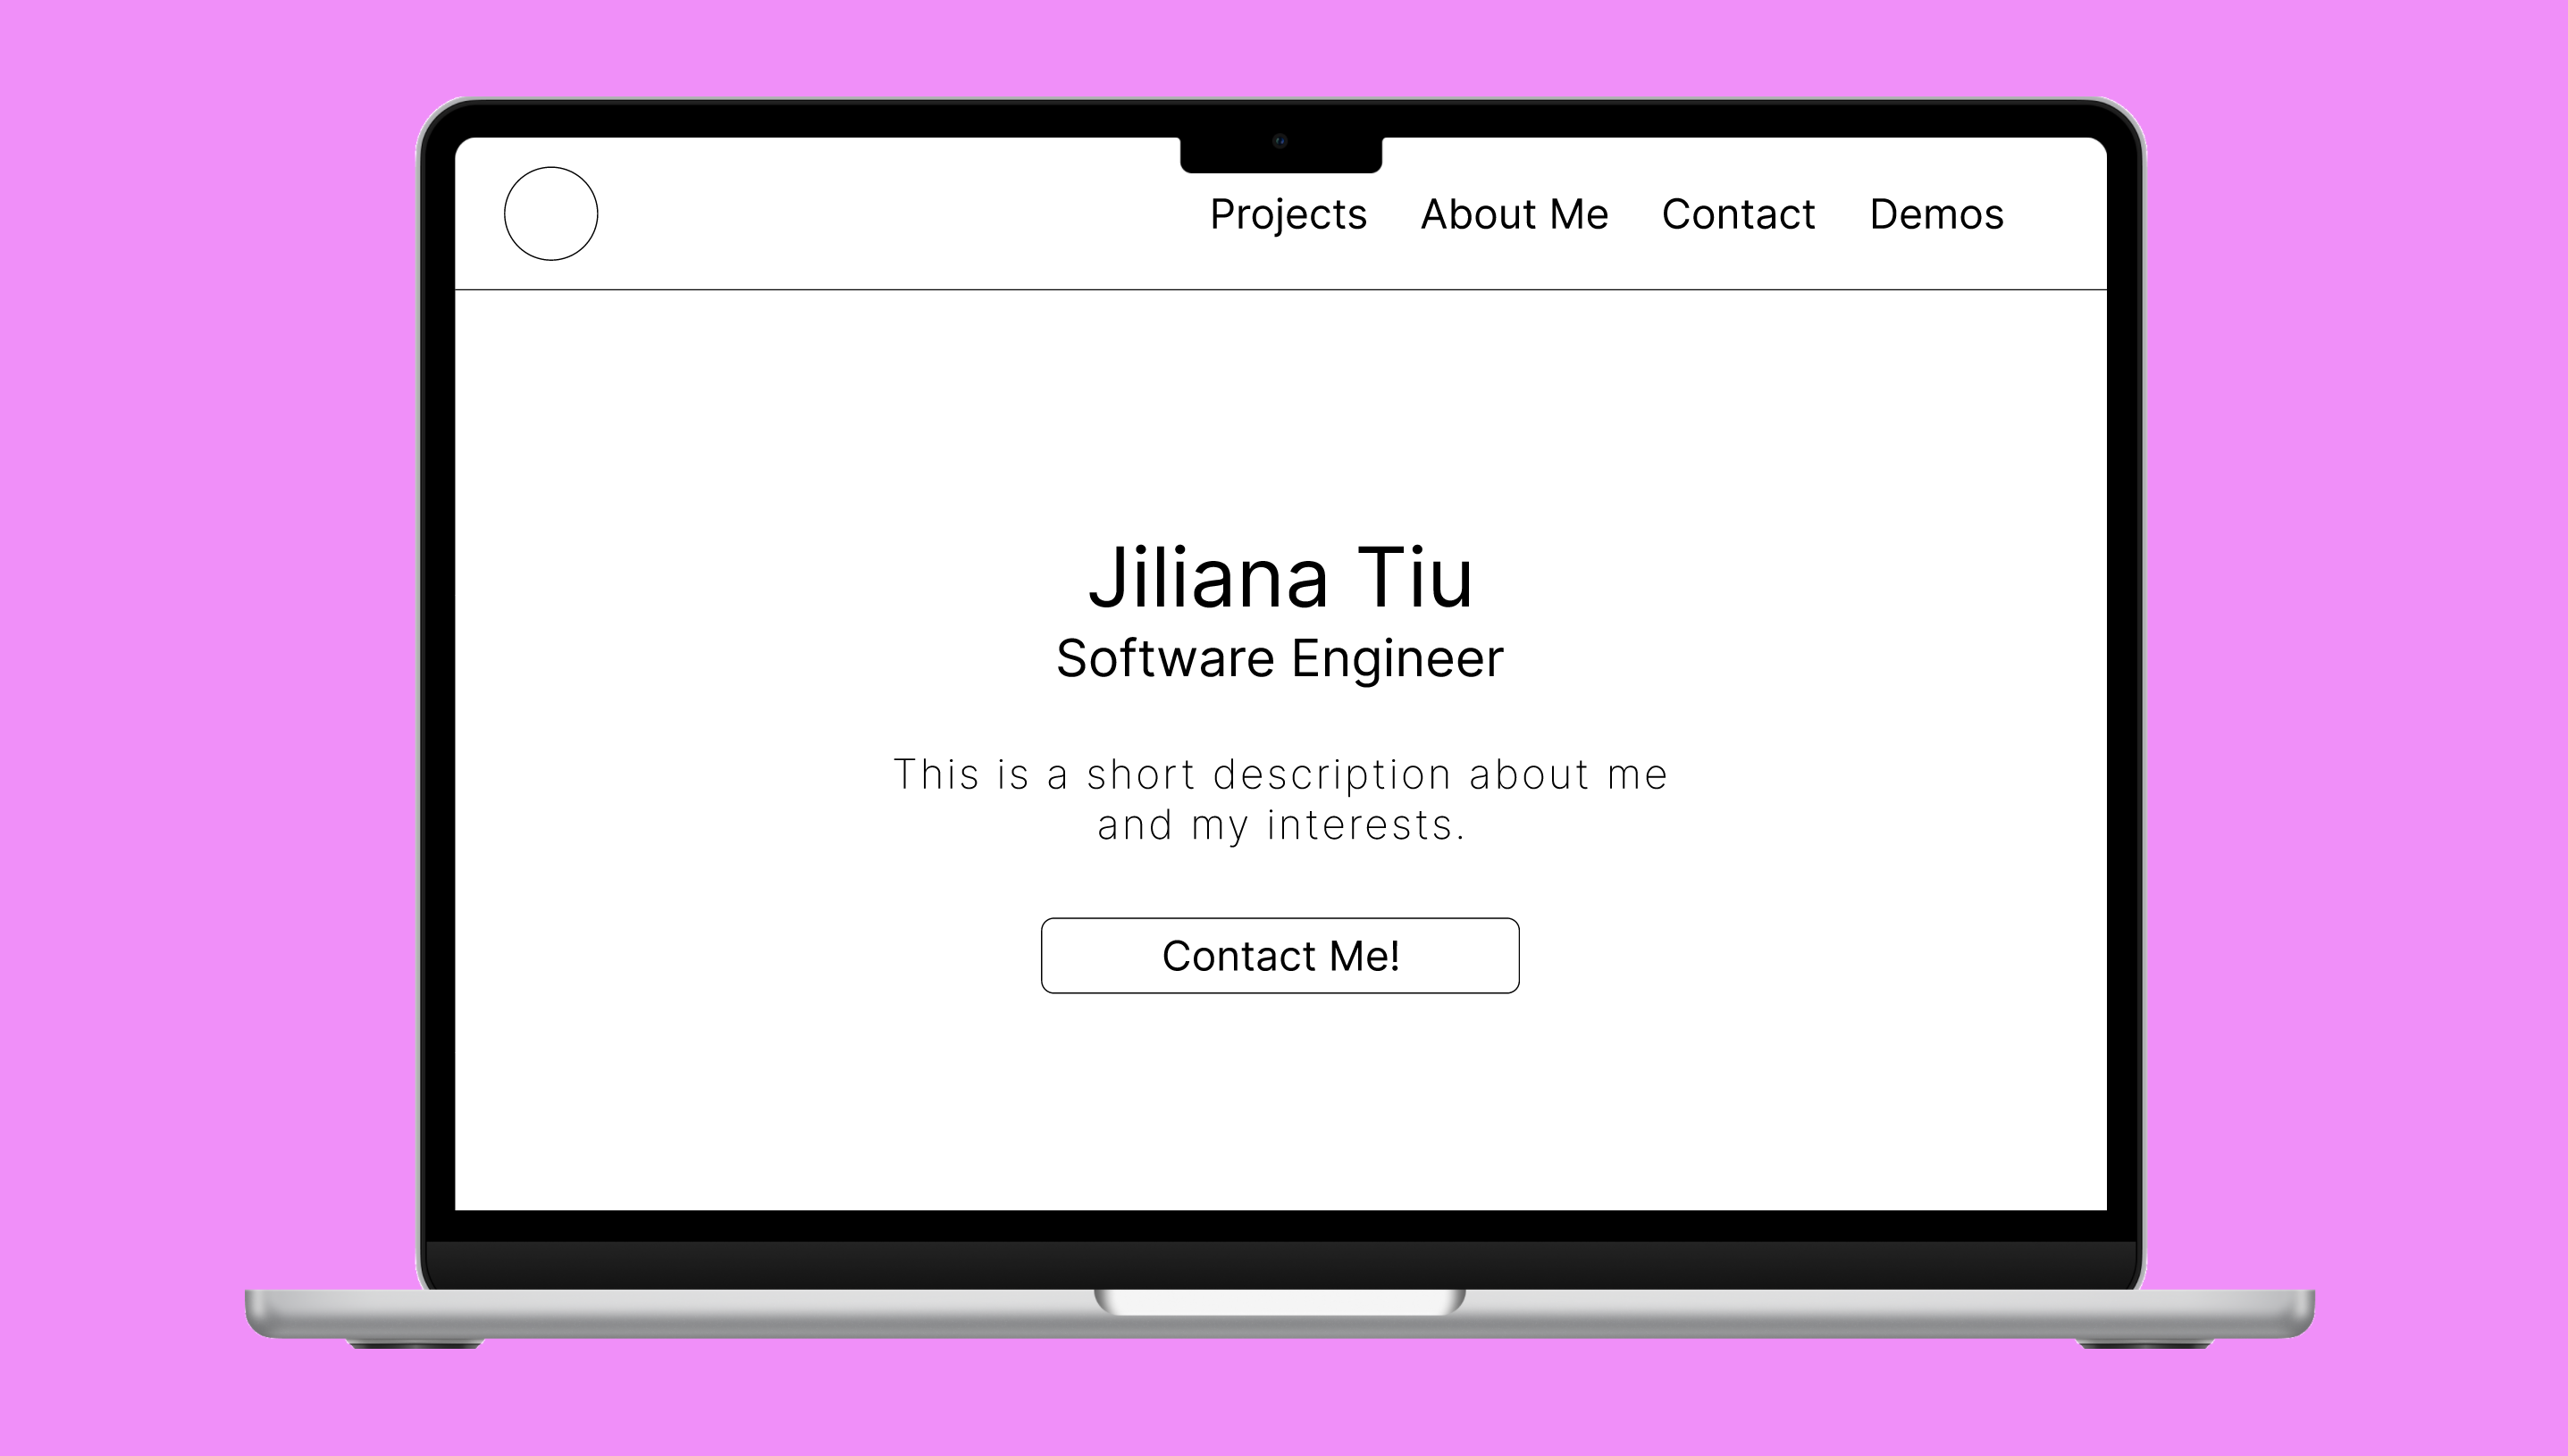 Projects About Me Contact Demos
Jiliana Tiu
Software Engineer
This is a short description about me
and my interests.
Contact Me!